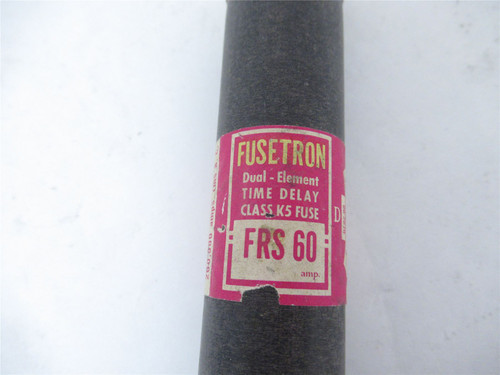 FUSETRON
Dual - Element
TIME DELAY
CLASS K5 FUSE
D
FRS 60
amp.